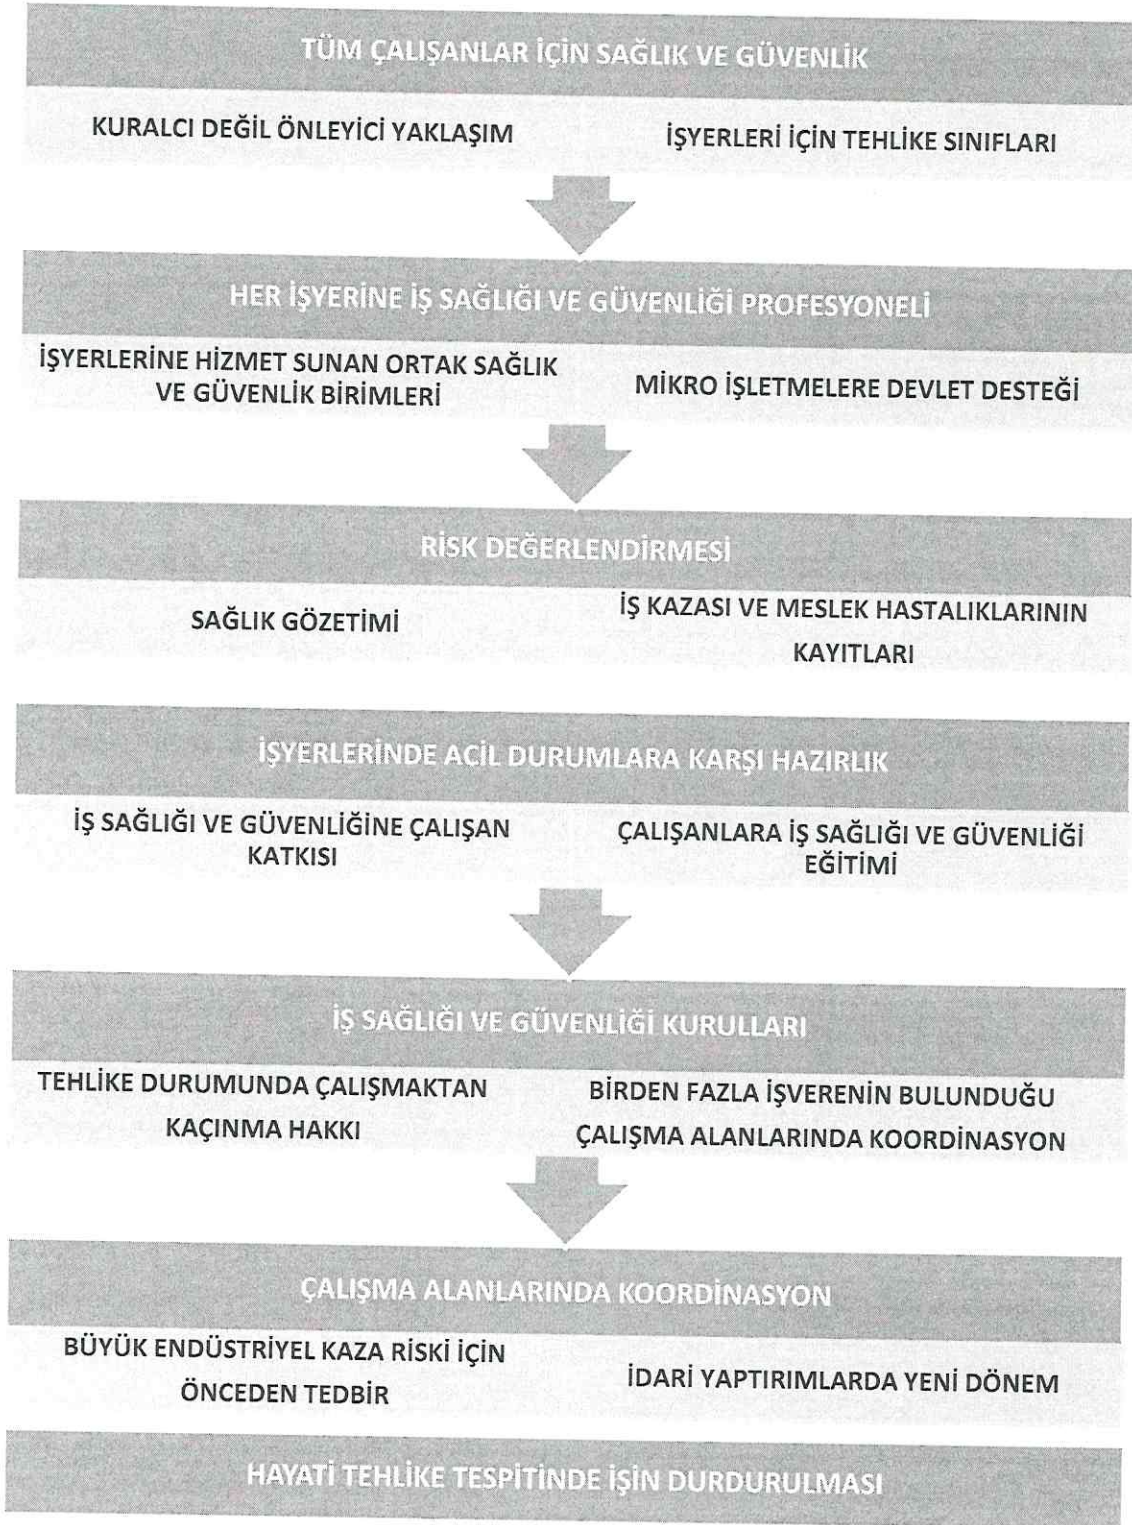 TÜM ÇALIŞANLAR İÇİN SAĞLIK VE GÜVENLİK
KURALCI DEĞİL ÖNLEYİCİ YAKLAŞIM
İŞYERLERİ İÇİN TEHLİKE SINIFLARI
HER İŞYERİNE İŞ SAĞLIĞI VE GÜVENLİĞİ PROFESYONELİ
İŞYERLERİNE HİZMET SUNAN ORTAK SAĞLIK
VE GÜVENLİK BİRİMLERİ
MİKRO İŞLETMELERE DEVLET DESTEĞİ
RİSK DEĞERLENDİRMESİ
SAĞLIK GÖZETİMİ
İŞ KAZASI VE MESLEK HASTALIKLARININ
KAYITLARI
İŞYERLERİNDE ACİL DURUMLARA KARŞI HAZIRLIK
İŞ SAĞLIĞI VE GÜVENLİĞİNE ÇALIŞAN
KATKISI
ÇALIŞANLARA İŞ SAĞLIĞI VE GÜVENLİĞİ
EĞİTİMİ
İŞ SAĞLIĞI VE GÜVENLİĞİ KURULLARI
TEHLİKE DURUMUNDA ÇALIŞMAKTAN
KAÇINMA HAKKI
BİRDEN FAZLA İŞVERENİN BULUNDUĞU
ÇALIŞMA ALANLARINDA KOORDİNASYON
ÇALIŞMA ALANLARINDA KOORDİNASYON
BÜYÜK ENDÜSTRİYEL KAZA RİSKİ İÇİN
ÖNCEDEN TEDBİR
İDARİ YAPTIRIMLARDA YENİ DÖNEM
HAYATİ TEHLİKE TESPİTİNDE İŞİN DURDURULMASI